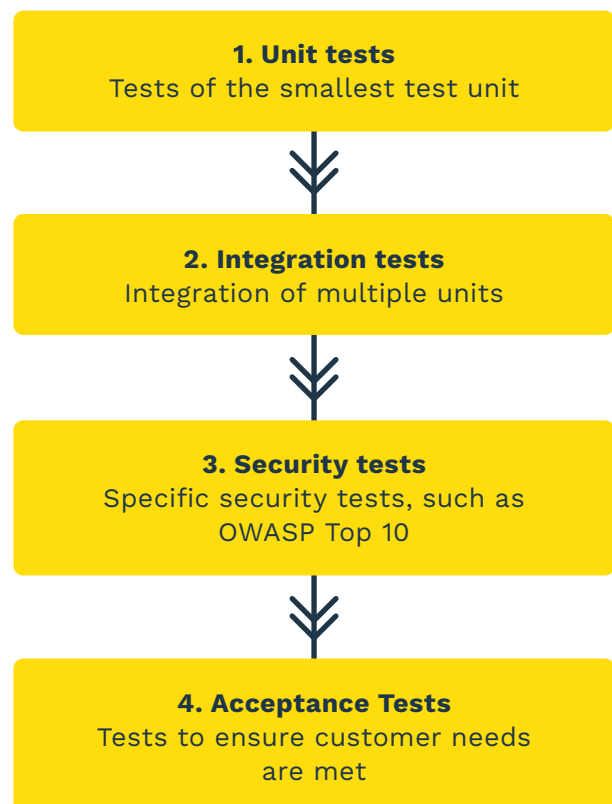 1. Unit tests
Tests of the smallest test unit
2. Integration tests
Integration of multiple units
3. Security tests
Specific security tests, such as
OWASP Top 10
4. Acceptance Tests
Tests to ensure customer needs
are met